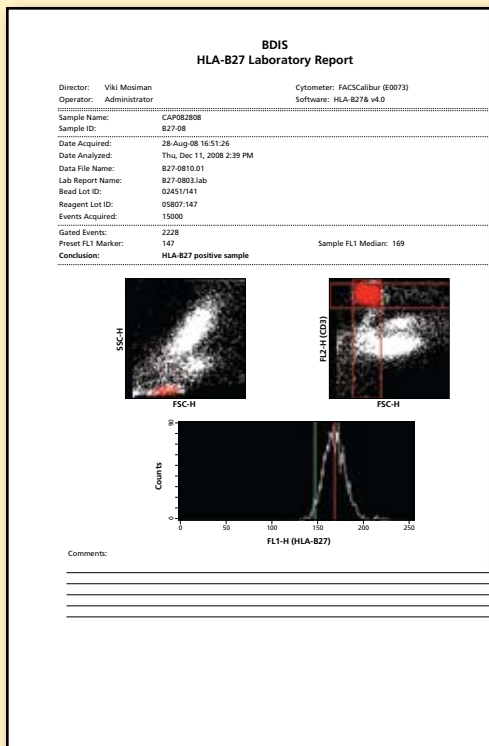 BDIS
HLA-B27 Laboratory Report
Director: Viki Mosiman Cytometer: FACSCalibur (E0073)
Operator: Administrator Software: HLA-B27& v4.0
Sample Name: CAP082808
Sample ID: B27-08
Date Acquired: 28-Aug-08 16:51:26
Date Analyzed: Thu, Dec 11, 2008 2:39 PM
Data File Name: B27-0810.01
Lab Report Name: B27-0803.lab
Bead Lot ID: 02451/141
Reagent Lot ID: 05807:147
Events Acquired: 15000
Gated Events: 2228
Preset FL1 Marker: 147 Sample FL1 Median: 169
Conclusion: HLA-B27 positive sample
SSC-H
FSC-H
FL2-H (CD3)
FSC-H
90
Counts
0
0 50 100 150 200 250
FL1-H (HLA-B27)
Comments: